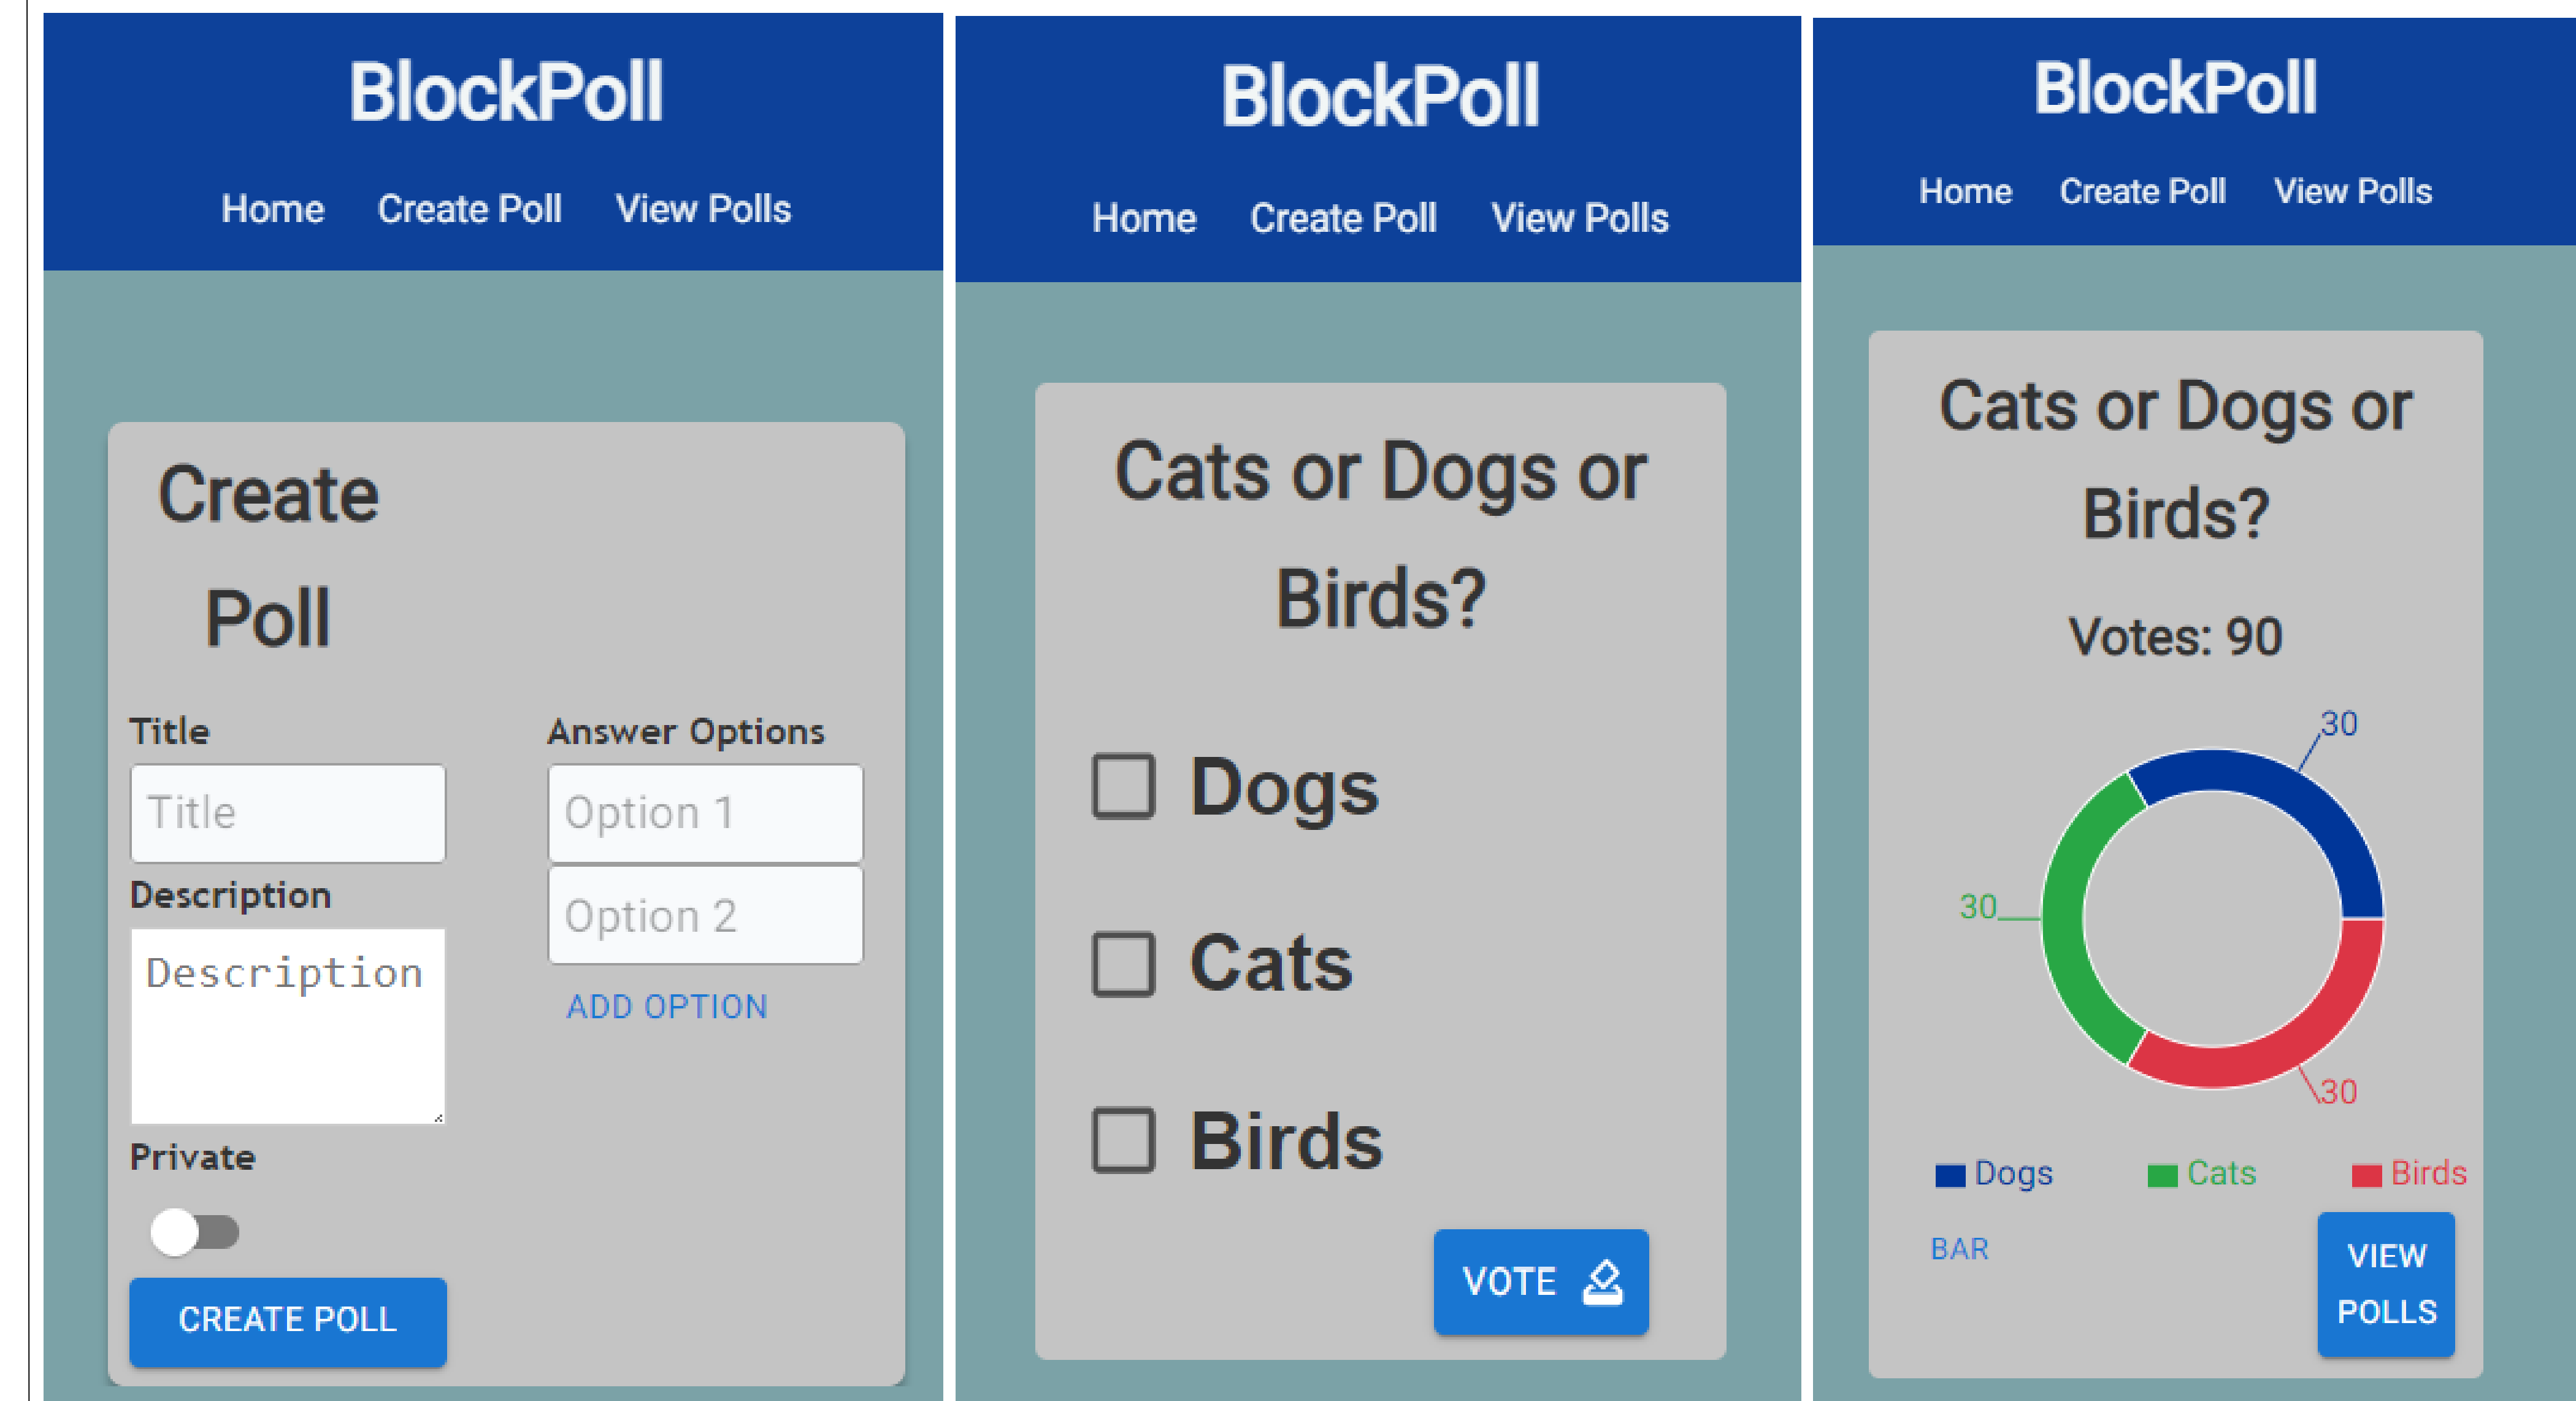 BlockPoll
Home Create Poll View Polls
Create
Poll
Title
Title
Description
Description
Private
CREATE POLL
Answer Options
Option 1
Option 2
ADD OPTION
BlockPoll
Home Create Poll View Polls
Cats or Dogs or
Birds?
Dogs
Cats
Birds
VOTE
BlockPoll
Home Create Poll View Polls
Cats or Dogs or
Birds?
Votes: 90
30
30
30
Dogs Cats Birds
BAR
VIEW
POLLS